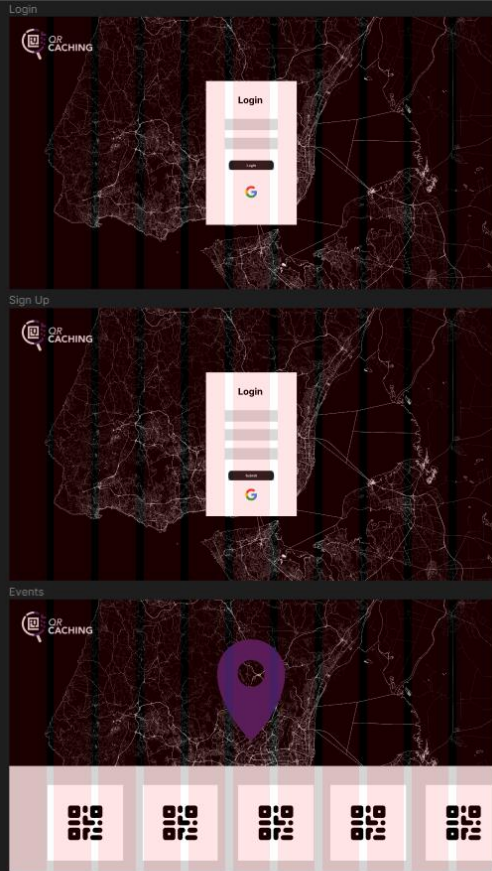 Login
QR
CACHING
Login
Login
Sign Up
QR
CACHING
Login
Submit
Events
QR
CACHING